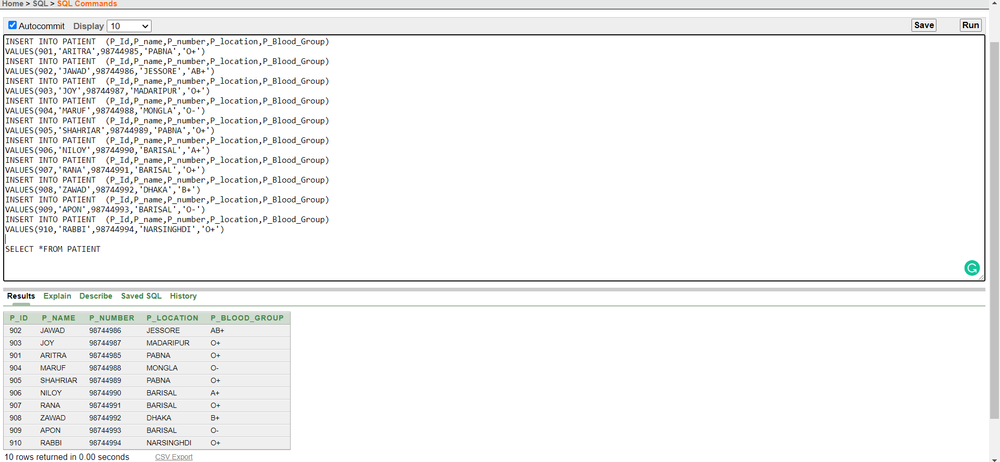 Home > SQL > SQL Commands
Autocommit Display 10 Save Run
INSERT INTO PATIENT  (P_Id,P_name,P_number,P_location,P_Blood_Group)
VALUES(901,'ARITRA',98744985,'PABNA','O+')
INSERT INTO PATIENT  (P_Id,P_name,P_number,P_location,P_Blood_Group)
VALUES(902,'JAWAD',98744986,'JESSORE','AB+')
INSERT INTO PATIENT  (P_Id,P_name,P_number,P_location,P_Blood_Group)
VALUES(903,'JOY',98744987,'MADARIPUR','O+')
INSERT INTO PATIENT  (P_Id,P_name,P_number,P_location,P_Blood_Group)
VALUES(904,'MARUF',98744988,'MONGLA','O-')
INSERT INTO PATIENT  (P_Id,P_name,P_number,P_location,P_Blood_Group)
VALUES(905,'SHAHRIAR',98744989,'PABNA','O+')
INSERT INTO PATIENT  (P_Id,P_name,P_number,P_location,P_Blood_Group)
VALUES(906,'NILOY',98744990,'BARISAL','A+')
INSERT INTO PATIENT  (P_Id,P_name,P_number,P_location,P_Blood_Group)
VALUES(907,'RANA',98744991,'BARISAL','O+')
INSERT INTO PATIENT  (P_Id,P_name,P_number,P_location,P_Blood_Group)
VALUES(908,'ZAWAD',98744992,'DHAKA','B+')
INSERT INTO PATIENT  (P_Id,P_name,P_number,P_location,P_Blood_Group)
VALUES(909,'APON',98744993,'BARISAL','O-')
INSERT INTO PATIENT  (P_Id,P_name,P_number,P_location,P_Blood_Group)
VALUES(910,'RABBI',98744994,'NARSINGHDI','O+')
SELECT *FROM PATIENT
Results Explain Describe Saved SQL History
P_ID P_NAME P_NUMBER P_LOCATION P_BLOOD_GROUP
902 JAWAD 98744986 JESSORE AB+
903 JOY 98744987 MADARIPUR O+
901 ARITRA 98744985 PABNA O+
904 MARUF 98744988 MONGLA O-
905 SHAHRIAR 98744989 PABNA O+
906 NILOY 98744990 BARISAL A+
907 RANA 98744991 BARISAL O+
908 ZAWAD 98744992 DHAKA B+
909 APON 98744993 BARISAL O-
910 RABBI 98744994 NARSINGHDI O+
10 rows returned in 0.00 seconds CSV Export